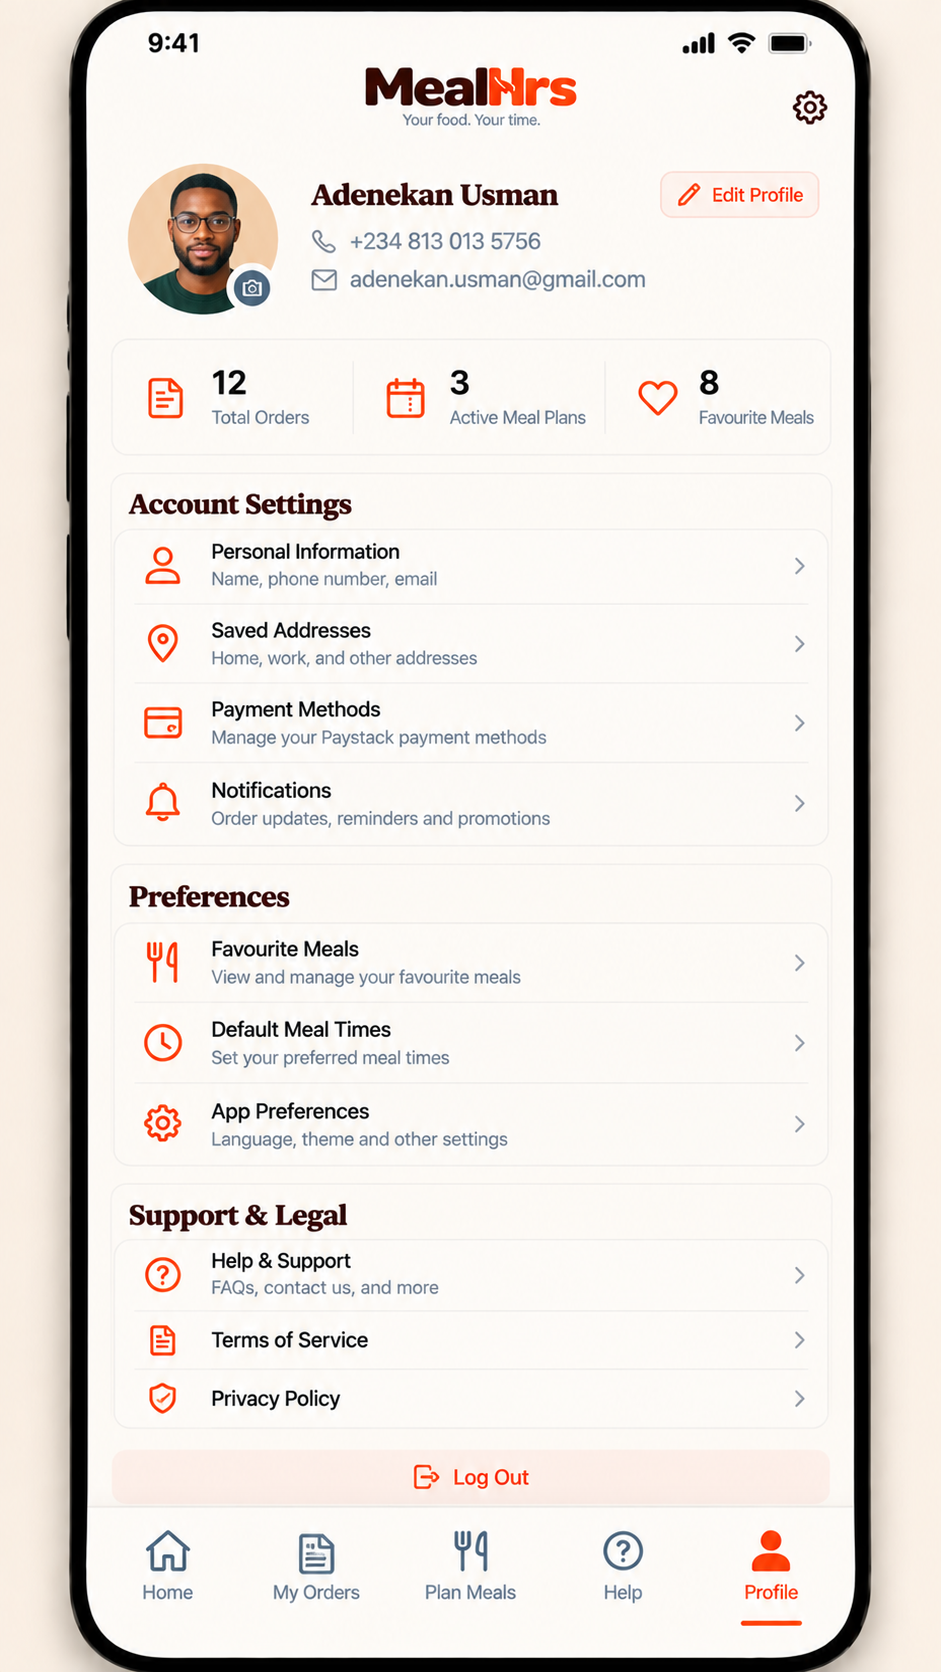 9:41
MealHrs
Your food. Your time.
Adenekan Usman
Edit Profile
+234 813 013 5756
adenekan.usman@gmail.com
12
Total Orders
3
Active Meal Plans
8
Favourite Meals
Account Settings
Personal Information
Name, phone number, email
Saved Addresses
Home, work, and other addresses
Payment Methods
Manage your Paystack payment methods
Notifications
Order updates, reminders and promotions
Preferences
Favourite Meals
View and manage your favourite meals
Default Meal Times
Set your preferred meal times
App Preferences
Language, theme and other settings
Support & Legal
Help & Support
FAQs, contact us, and more
Terms of Service
Privacy Policy
Log Out
Home
My Orders
Plan Meals
Help
Profile